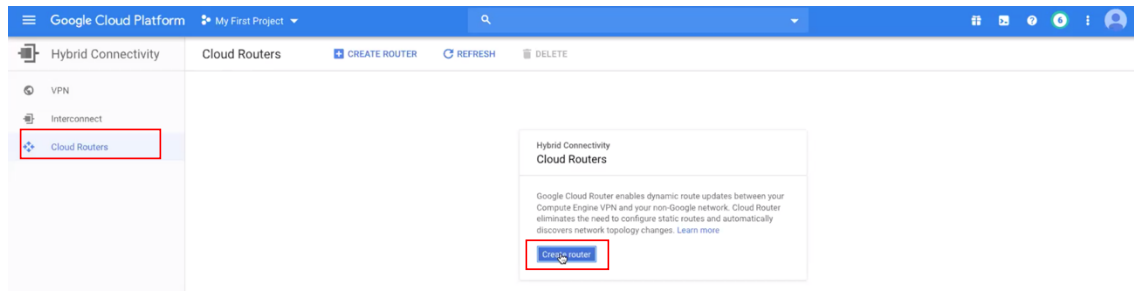 Google Cloud Platform My First Project 6
Hybrid Connectivity Cloud Routers CREATE ROUTER REFRESH DELETE
VPN
Interconnect
Cloud Routers
Hybrid Connectivity
Cloud Routers
Google Cloud Router enables dynamic route updates between your
Compute Engine VPN and your non-Google network. Cloud Router
eliminates the need to configure static routes and automatically
discovers network topology changes. Learn more
Create router